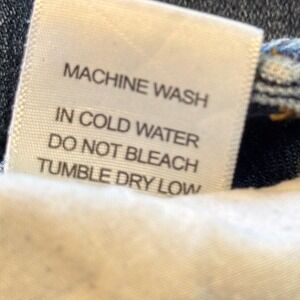 MACHINE WASH
IN COLD WATER
DO NOT BLEACH
TUMBLE DRY LOW